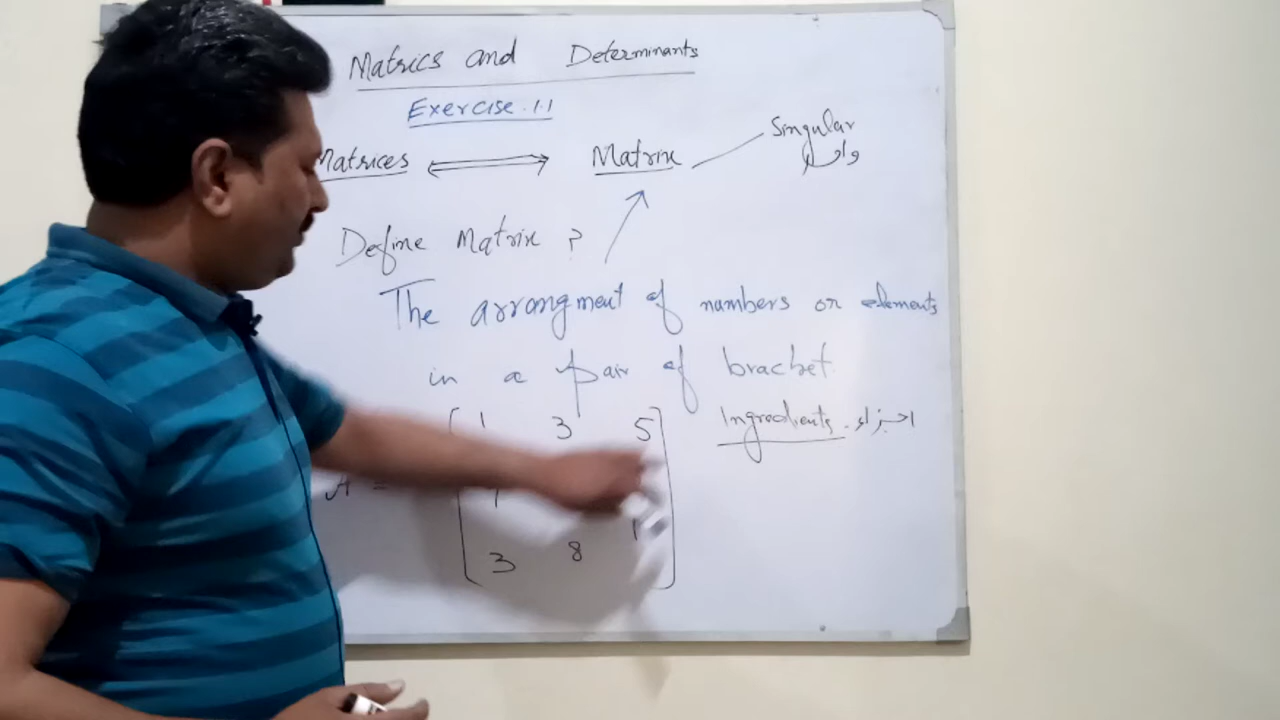 Matrics and Determinants
Exercise.1.1
Matrices ⟷ Matrix Singular
واحد
Define Matrix ?
The arrangment of numbers or elements
in a pair of bracket
1 3 5 Ingredients. اجزاء
A =
3 8 1